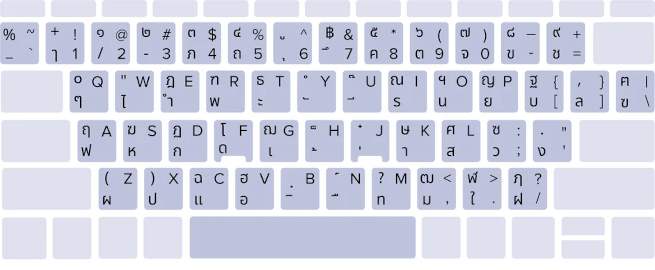 % ~ + ! ๑ @ ๒ # ๓ $ ๔ % ู ^ ฿ & ๕ * ๖ ( ๗ ) ๘ _ ๙ +
_ ` ๅ 1 / 2 - 3 ภ 4 ถ 5 ุ 6 ึ 7 ค 8 ต 9 จ 0 ข - ช =
๐ Q " W ฎ E ฑ R ธ T ํ Y ๊ U ณ I ฯ O ญ P ฐ { , } ฅ |
ๆ ไ ำ พ ะ ั ี ร น ย บ [ ล ] ฃ \
ฤ A ฆ S ฏ D โ F ฌ G ็ H ๋ J ษ K ศ L ซ : . "
ฟ ห ก ด เ ้ ่ า ส ว ; ง '
( Z ) X ฉ C ฮ V ฺ B ์ N ? M ฒ < ฬ > ฦ ?
ผ ป แ อ ิ ื ท ม , ใ . ฝ /